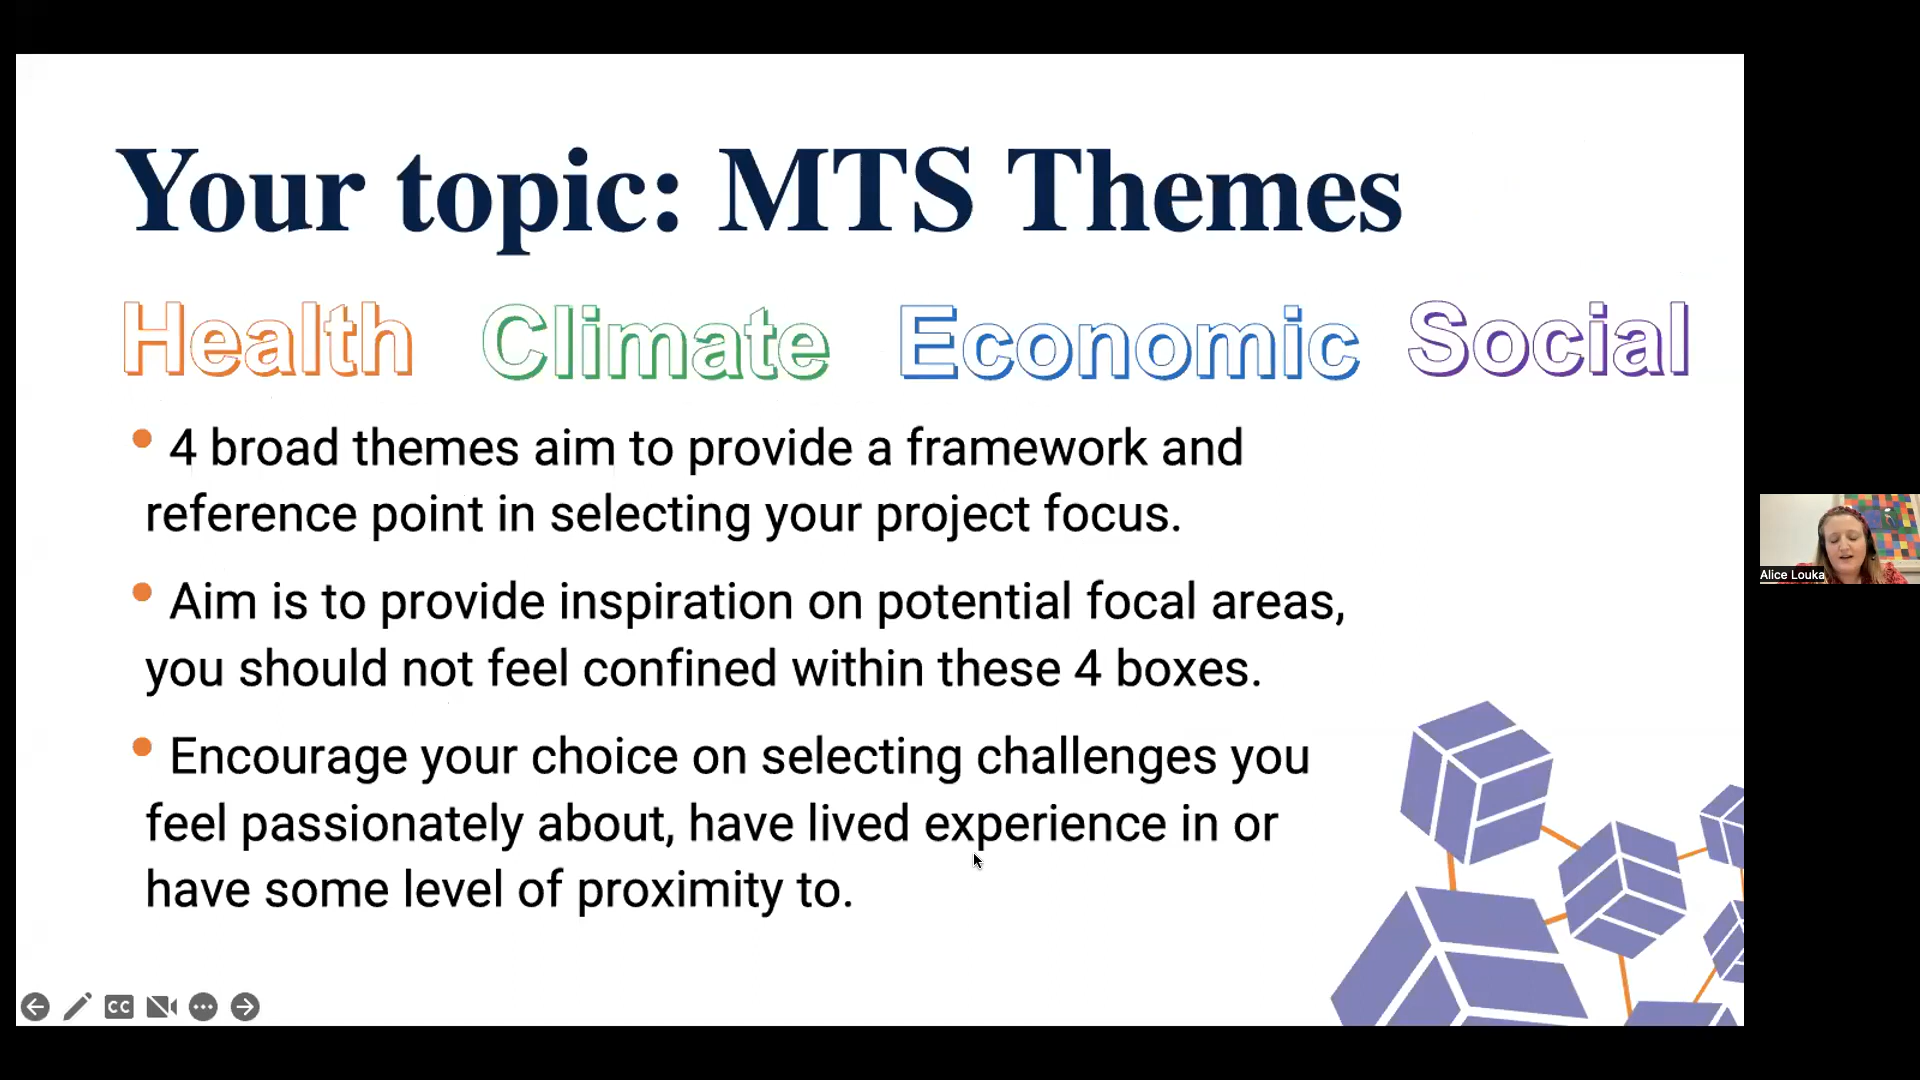 Your topic: MTS Themes
Health Climate Economic Social
• 4 broad themes aim to provide a framework and
reference point in selecting your project focus.
• Aim is to provide inspiration on potential focal areas,
you should not feel confined within these 4 boxes.
• Encourage your choice on selecting challenges you
feel passionately about, have lived experience in or
have some level of proximity to.
Alice Louka
CC